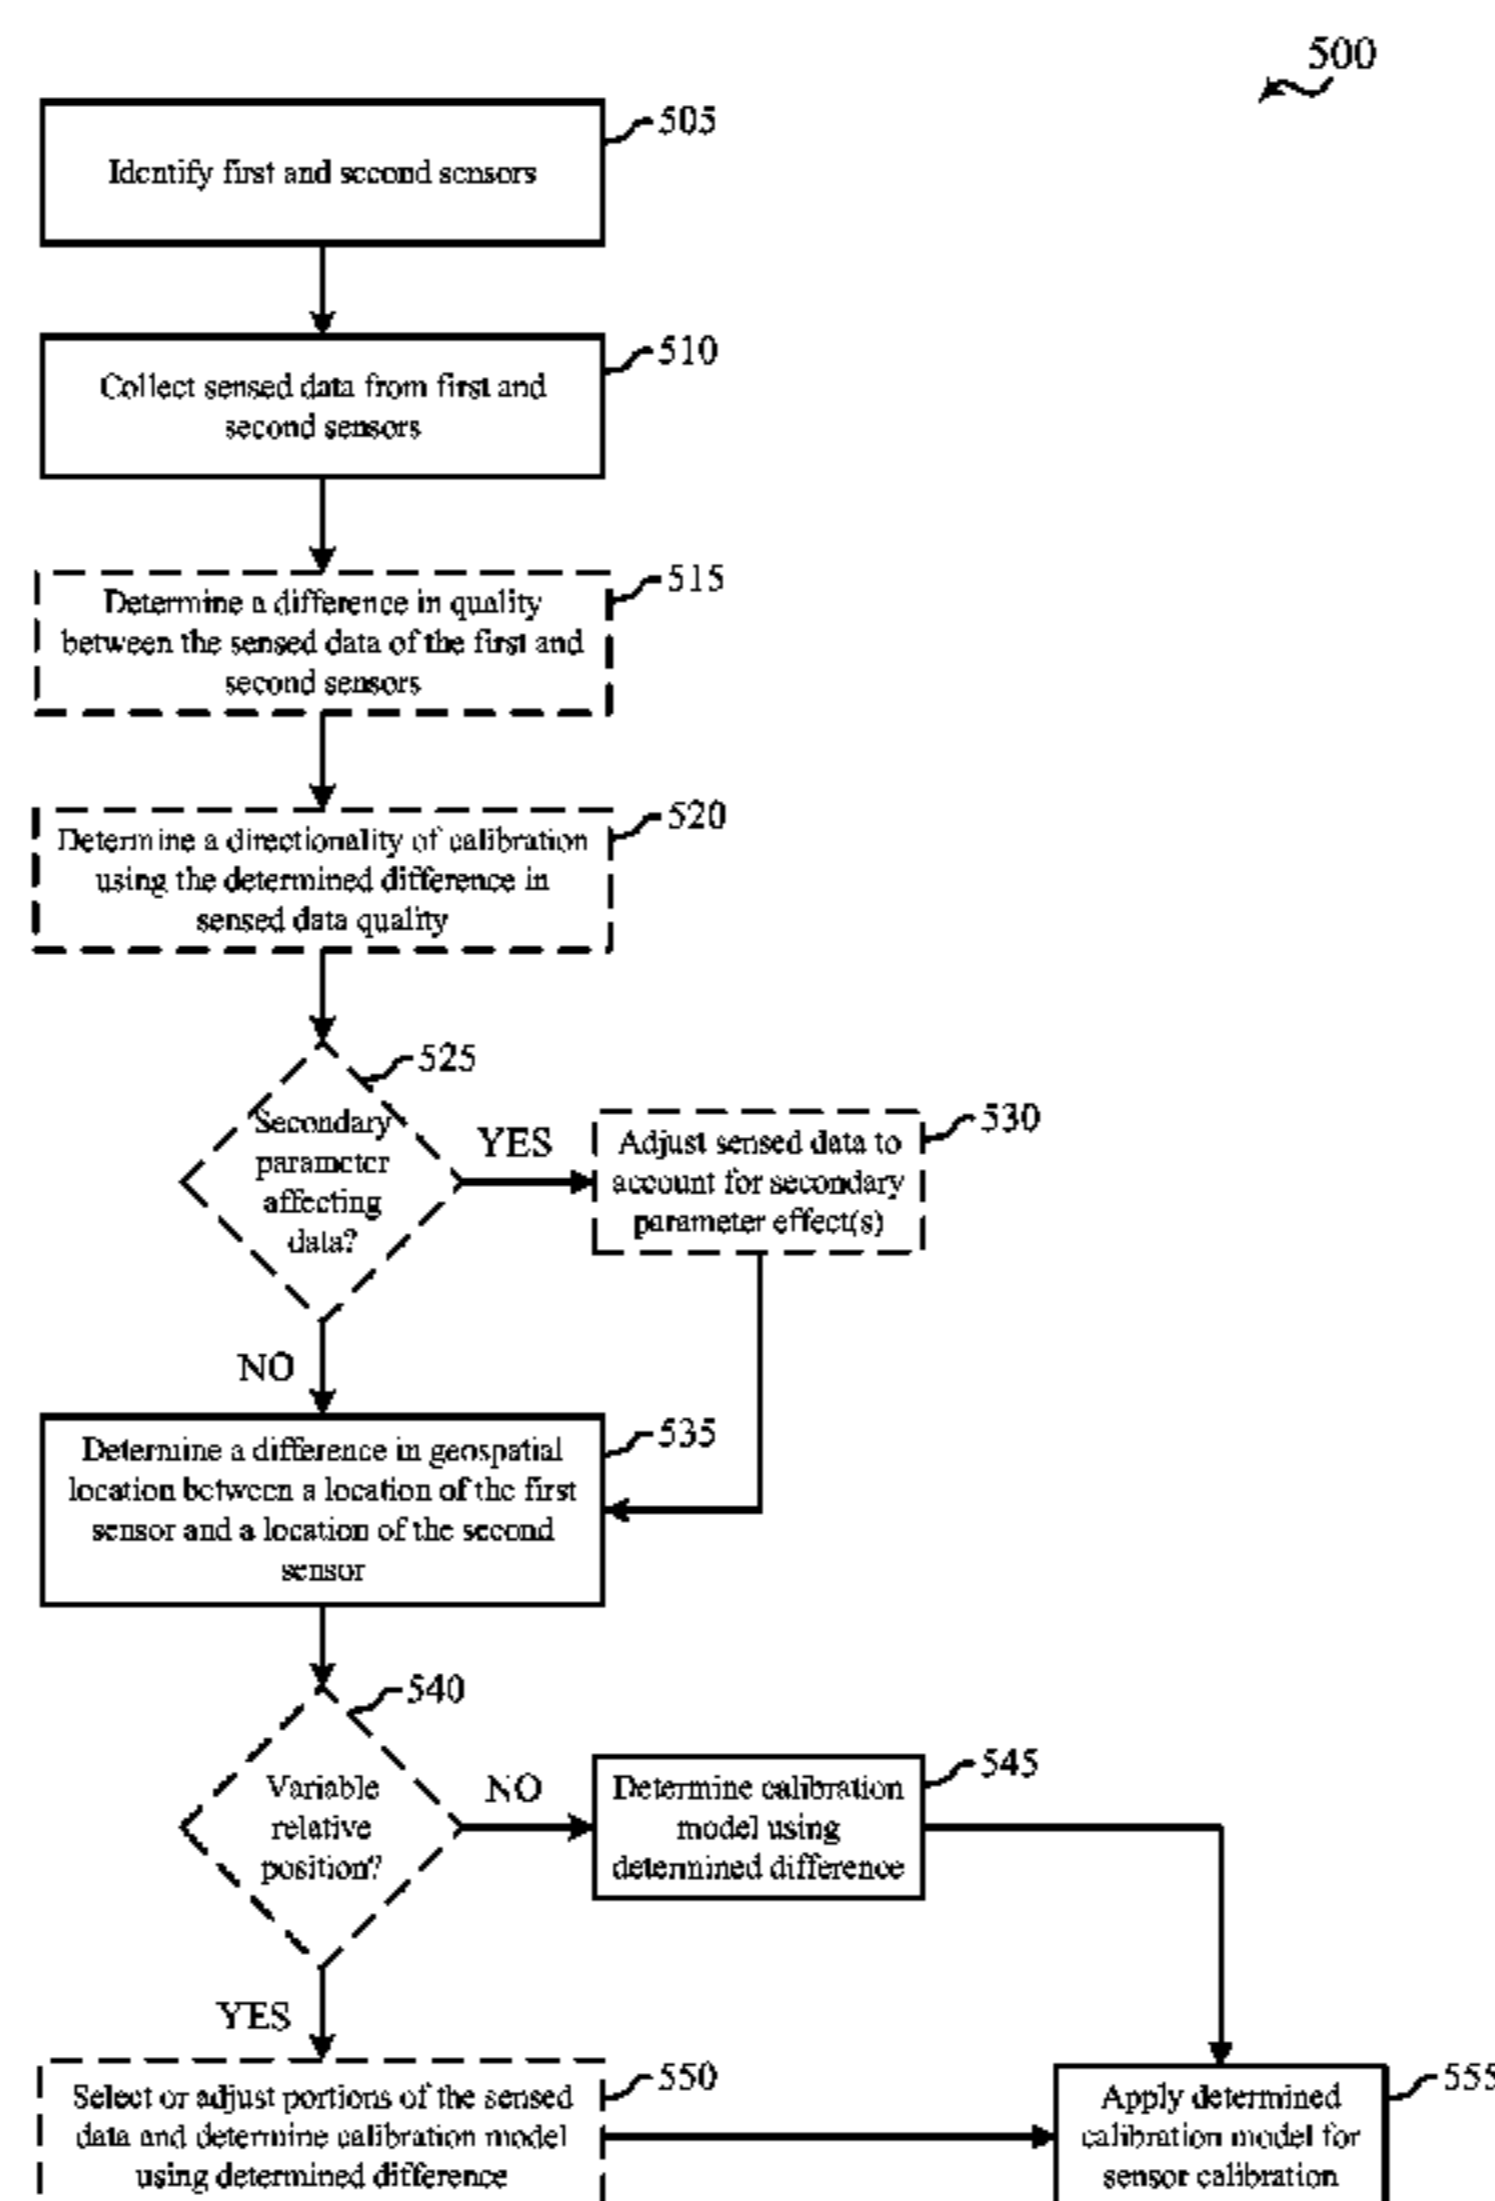 500
505
Identify first and second sensors
510
Collect sensed data from first and
second sensors
515
Determine a difference in quality
between the sensed data of the first and
second sensors
520
Determine a directionality of calibration
using the determined difference in
sensed data quality
525
Secondary
parameter
affecting
data?
YES
530
Adjust sensed data to
account for secondary
parameter effect(s)
NO
535
Determine a difference in geospatial
location between a location of the first
sensor and a location of the second
sensor
540
Variable
relative
position?
NO
545
Determine calibration
model using
determined difference
YES
550
Select or adjust portions of the sensed
data and determine calibration model
using determined difference
555
Apply determined
calibration model for
sensor calibration